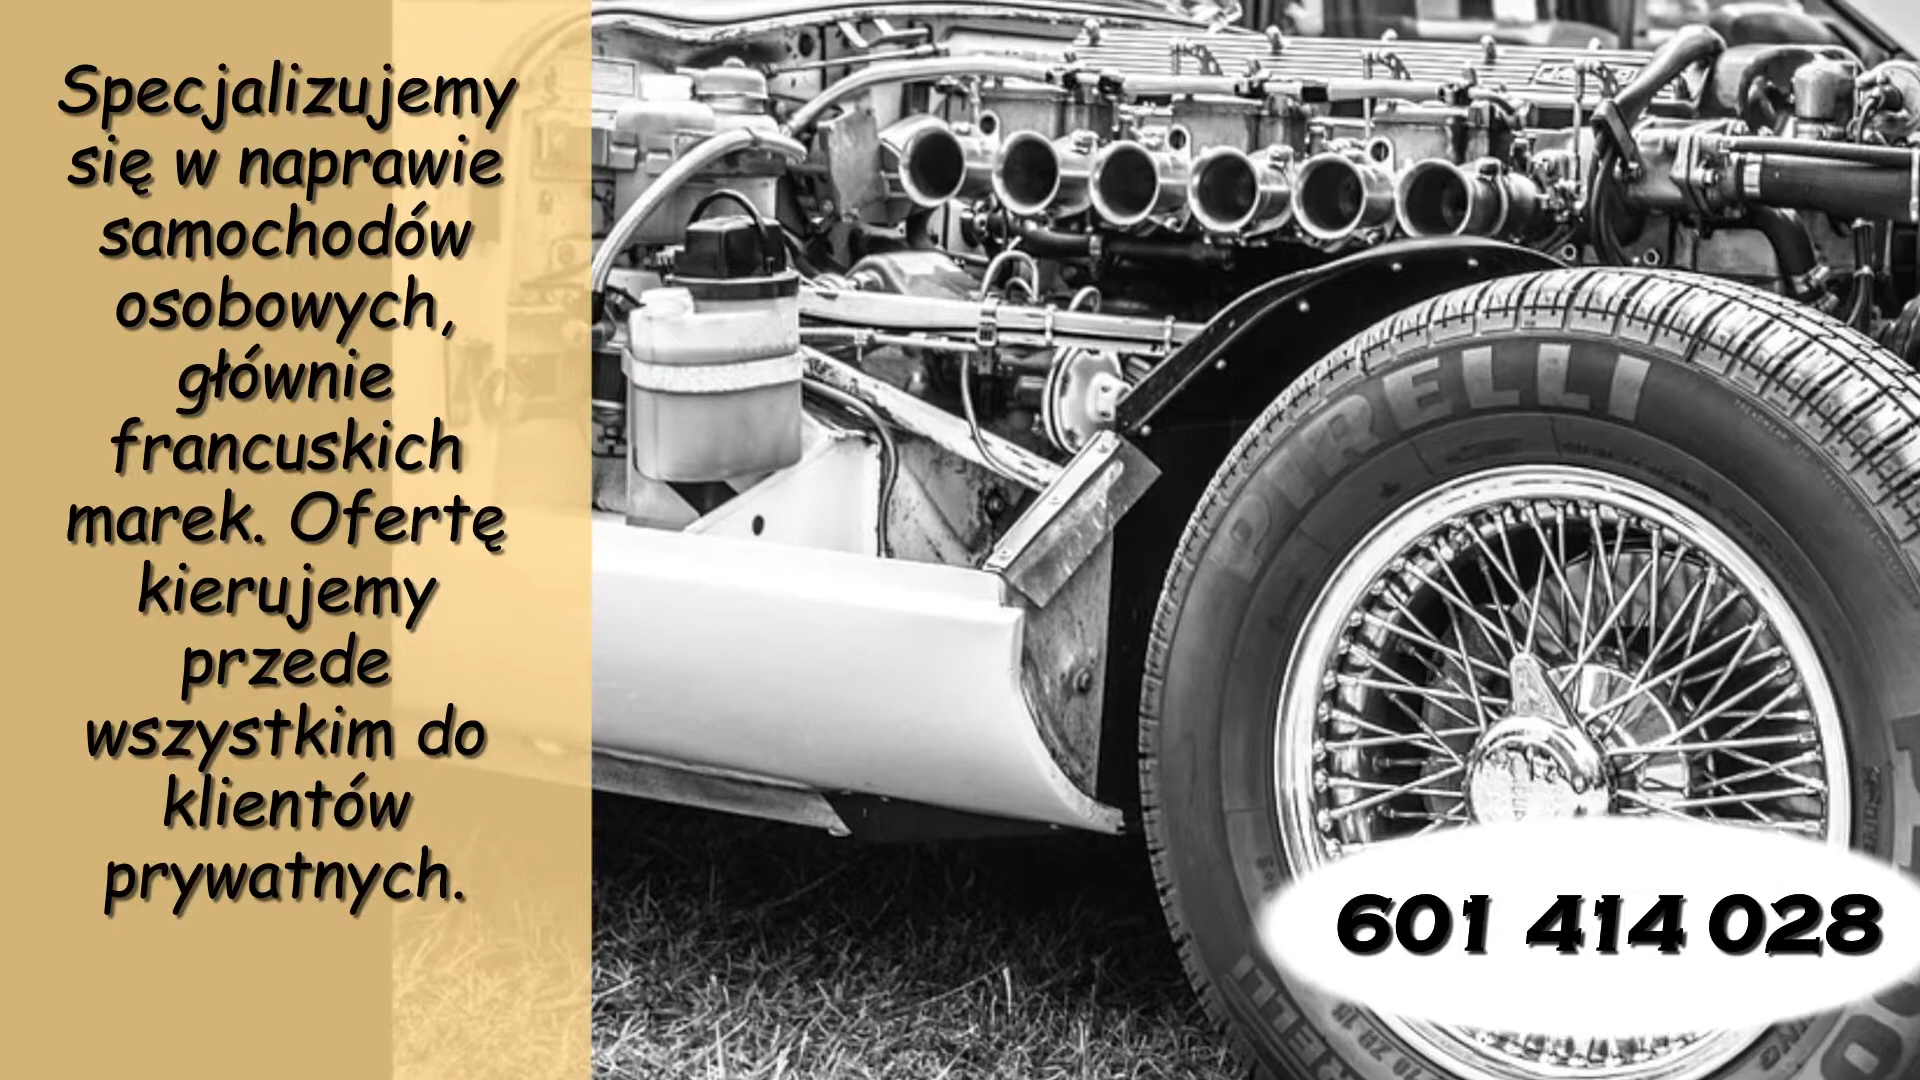 Specjalizujemy
się w naprawie
samochodów
osobowych,
głównie
francuskich
marek. Ofertę
kierujemy
przede
wszystkim do
klientów
prywatnych.
PIRELLI
601 414 028